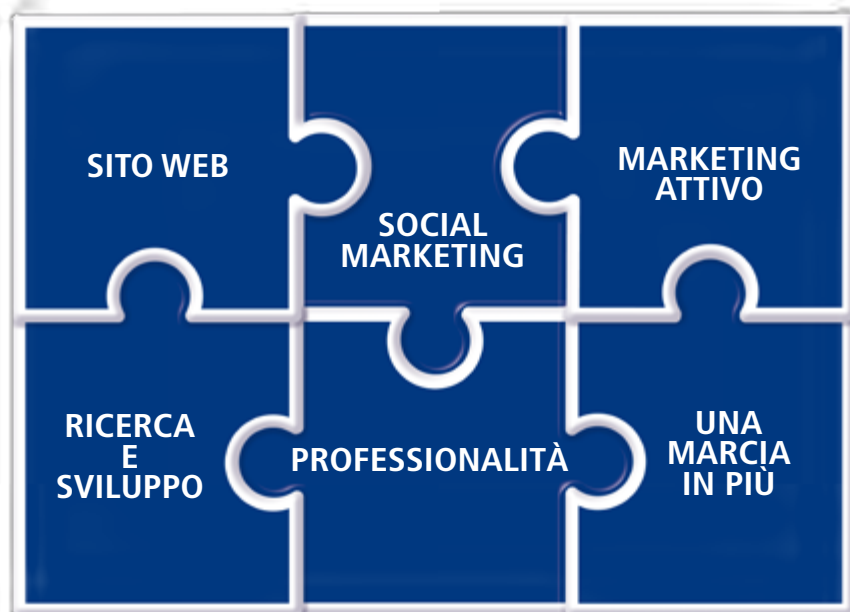 SITO WEB
SOCIAL
MARKETING
MARKETING
ATTIVO
RICERCA
E
SVILUPPO
PROFESSIONALITÀ
UNA
MARCIA
IN PIÙ